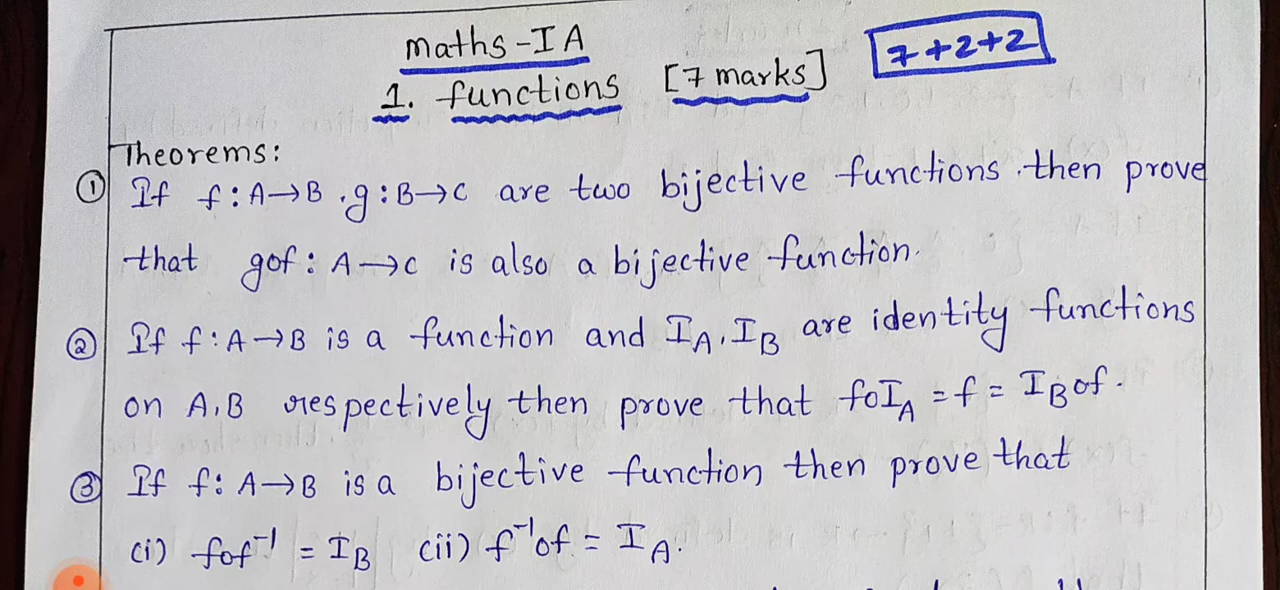 maths-IA
7+2+2
1. functions [7 marks]
Theorems:
① If f:A→B, g:B→C are two bijective functions then prove
that gof: A→C is also a bijective function.
② If f:A→B is a function and I_A, I_B are identity functions
on A,B respectively then prove that foI_A = f = I_Bof.
③ If f: A→B is a bijective function then prove that
(i) fof⁻¹ = I_B (ii) f⁻¹of = I_A.